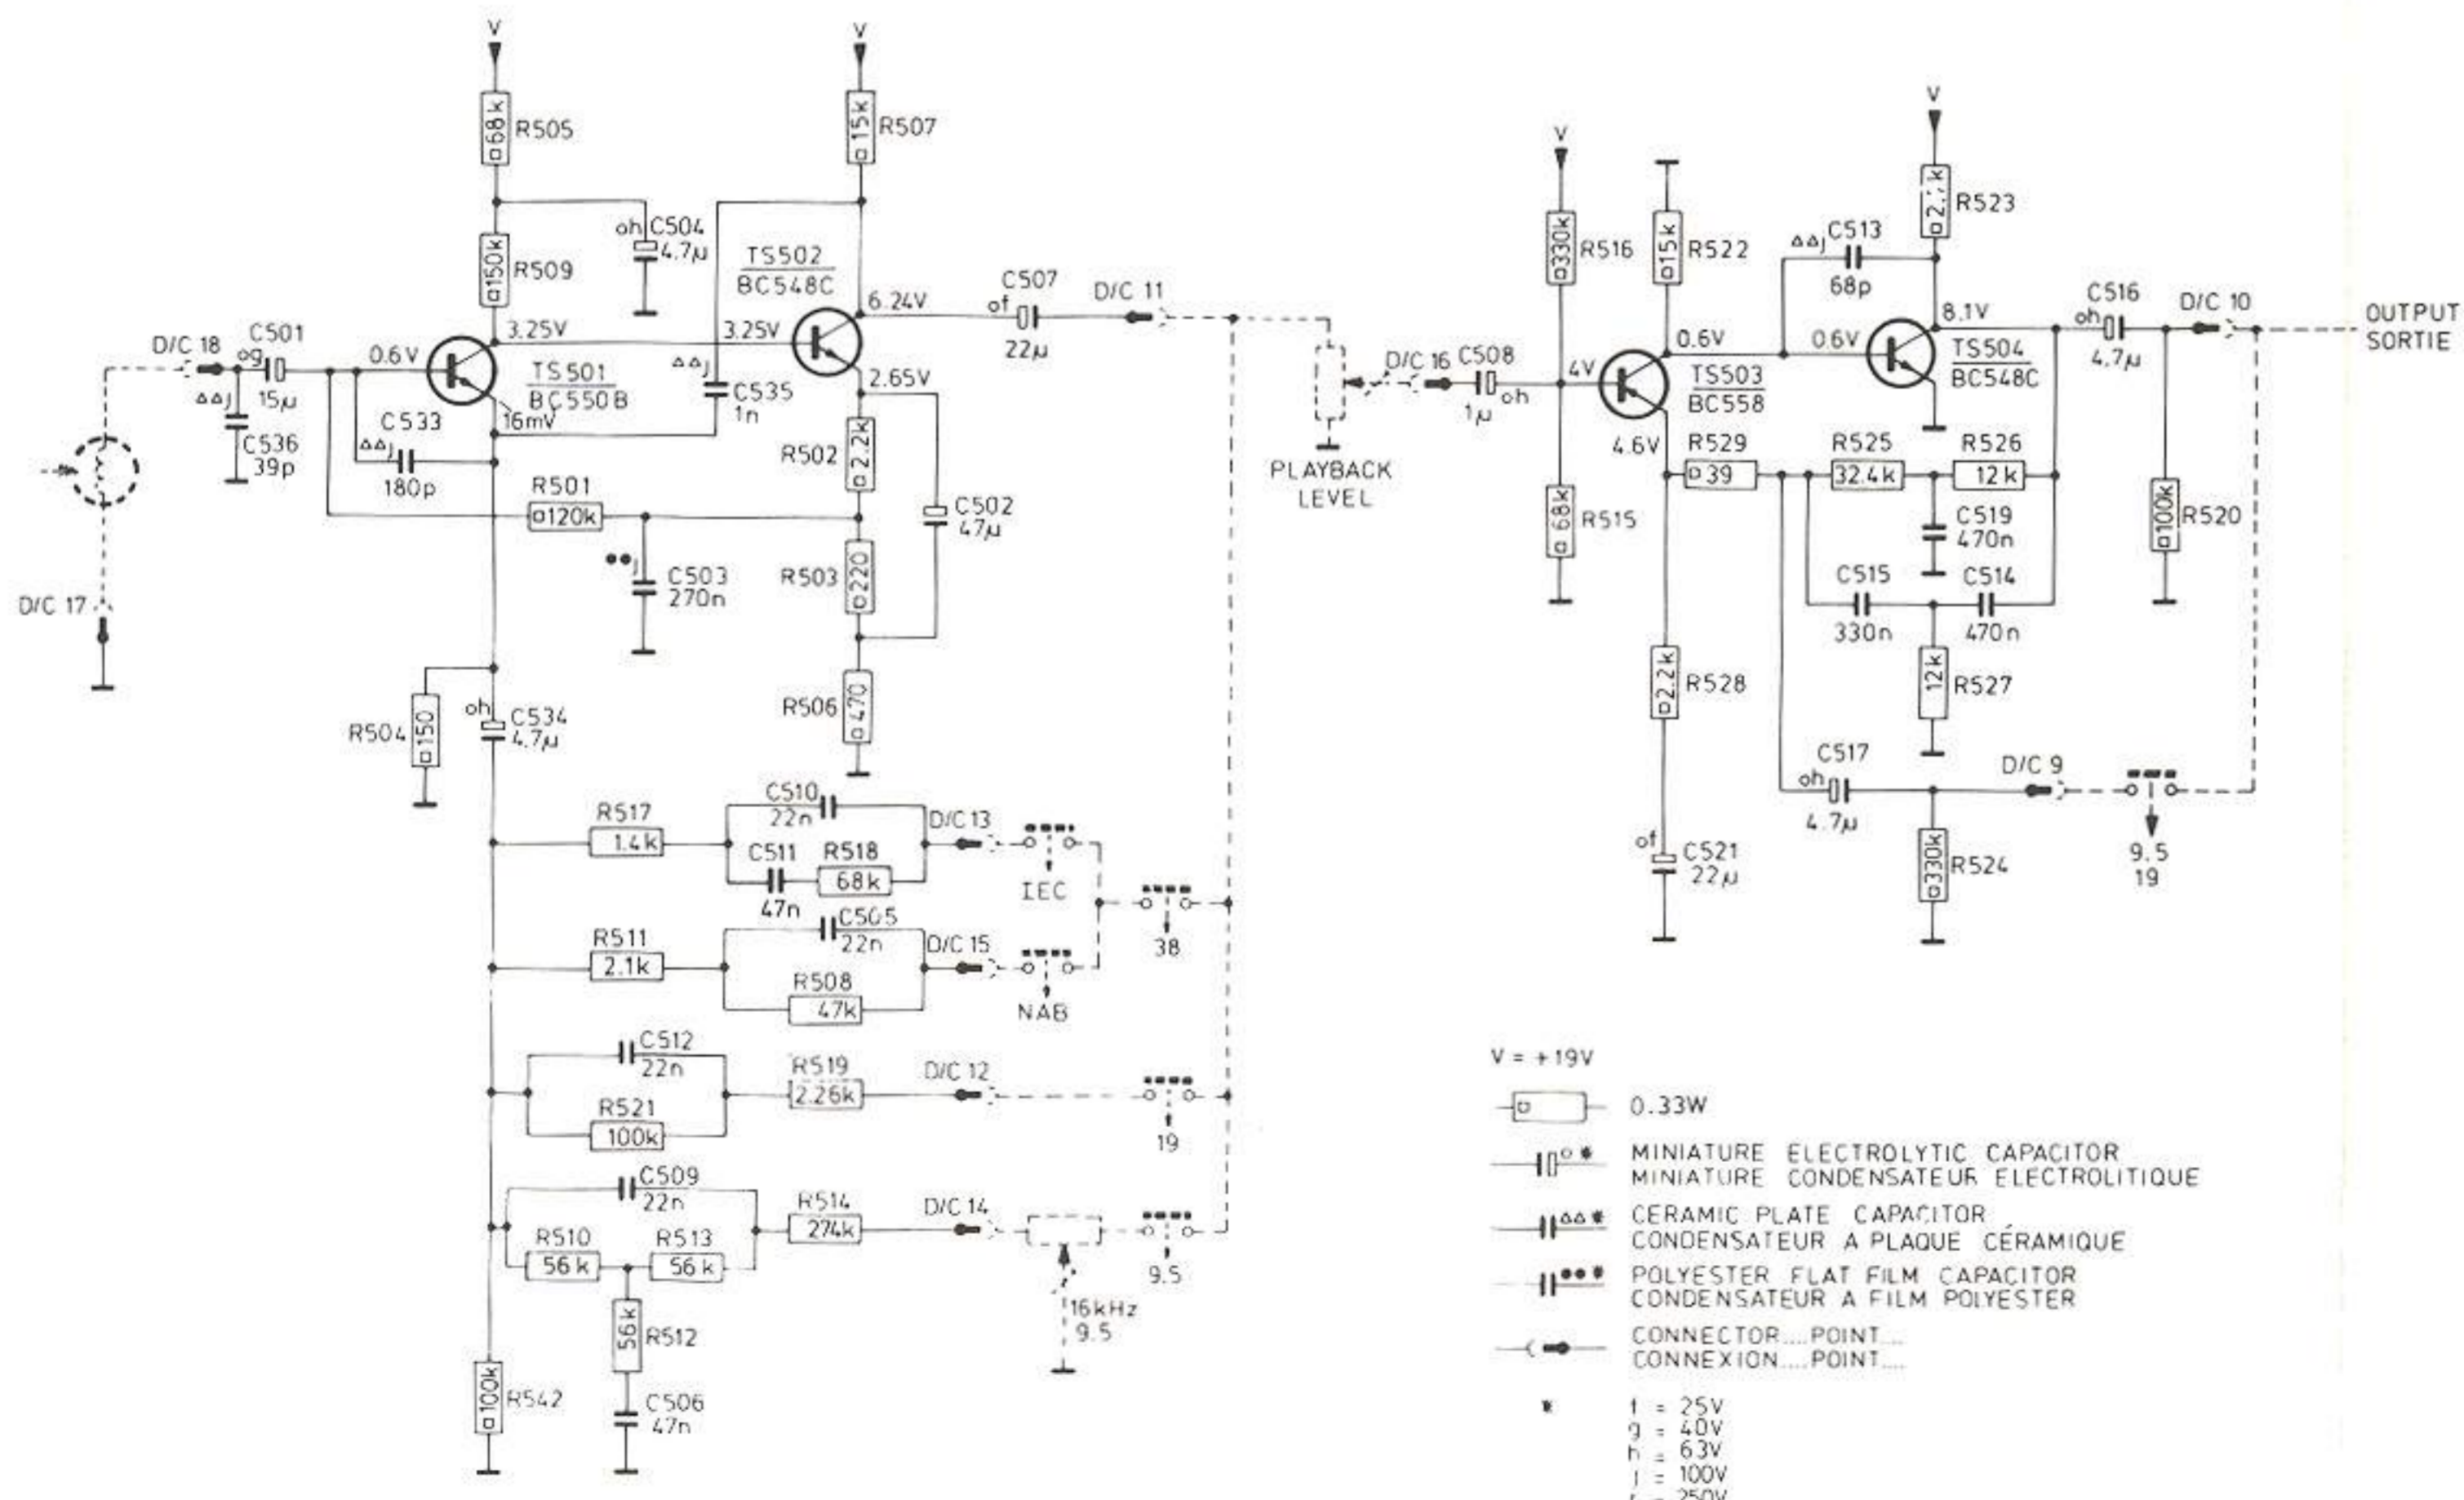 V
68k
R505
150k
R509
oh
C504
4.7µ
V
15k
R507
TS502
BC548C
3.25V
3.25V
6.24V
2.65V
C507
of
22µ
D/C 11
D/C 18
C501
og
15µ
0.6V
TS501
BC550B
16mV
C535
1n
C536
39p
C533
180p
R501
120k
C503
270n
R502
2.2k
C502
47µ
R503
220
R506
470
D/C 17
R504
150
oh
C534
4.7µ
R517
1.4k
C510
22n
C511
47n
R518
68k
D/C 13
IEC
R511
2.1k
C505
22n
R508
47k
D/C 15
NAB
38
C512
22n
R521
100k
R519
2.26k
D/C 12
19
C509
22n
R510
56k
R513
56k
R514
274k
D/C 14
9.5
16kHz
9.5
56k
R512
C506
47n
100k
R542
PLAYBACK
LEVEL
D/C 16
C508
1µ
oh
V
330k
R516
4V
68k
R515
15k
R522
0.6V
TS503
BC558
4.6V
C513
68p
V
R523
0.6V
8.1V
TS504
BC548C
C516
oh
4.7µ
D/C 10
OUTPUT
SORTIE
R529
39
R525
32.4k
R526
12k
C519
470n
C515
330n
C514
470n
12k
R527
100k
R520
2.2k
R528
of
C521
22µ
C517
oh
4.7µ
D/C 9
330k
R524
9.5
19
V = +19V
0.33W
MINIATURE ELECTROLYTIC CAPACITOR
MINIATURE CONDENSATEUR ELECTROLITIQUE
CERAMIC PLATE CAPACITOR
CONDENSATEUR A PLAQUE CÉRAMIQUE
POLYESTER FLAT FILM CAPACITOR
CONDENSATEUR A FILM POLYESTER
CONNECTOR....POINT....
CONNEXION....POINT....
f = 25V
g = 40V
h = 63V
j = 100V
= 250V